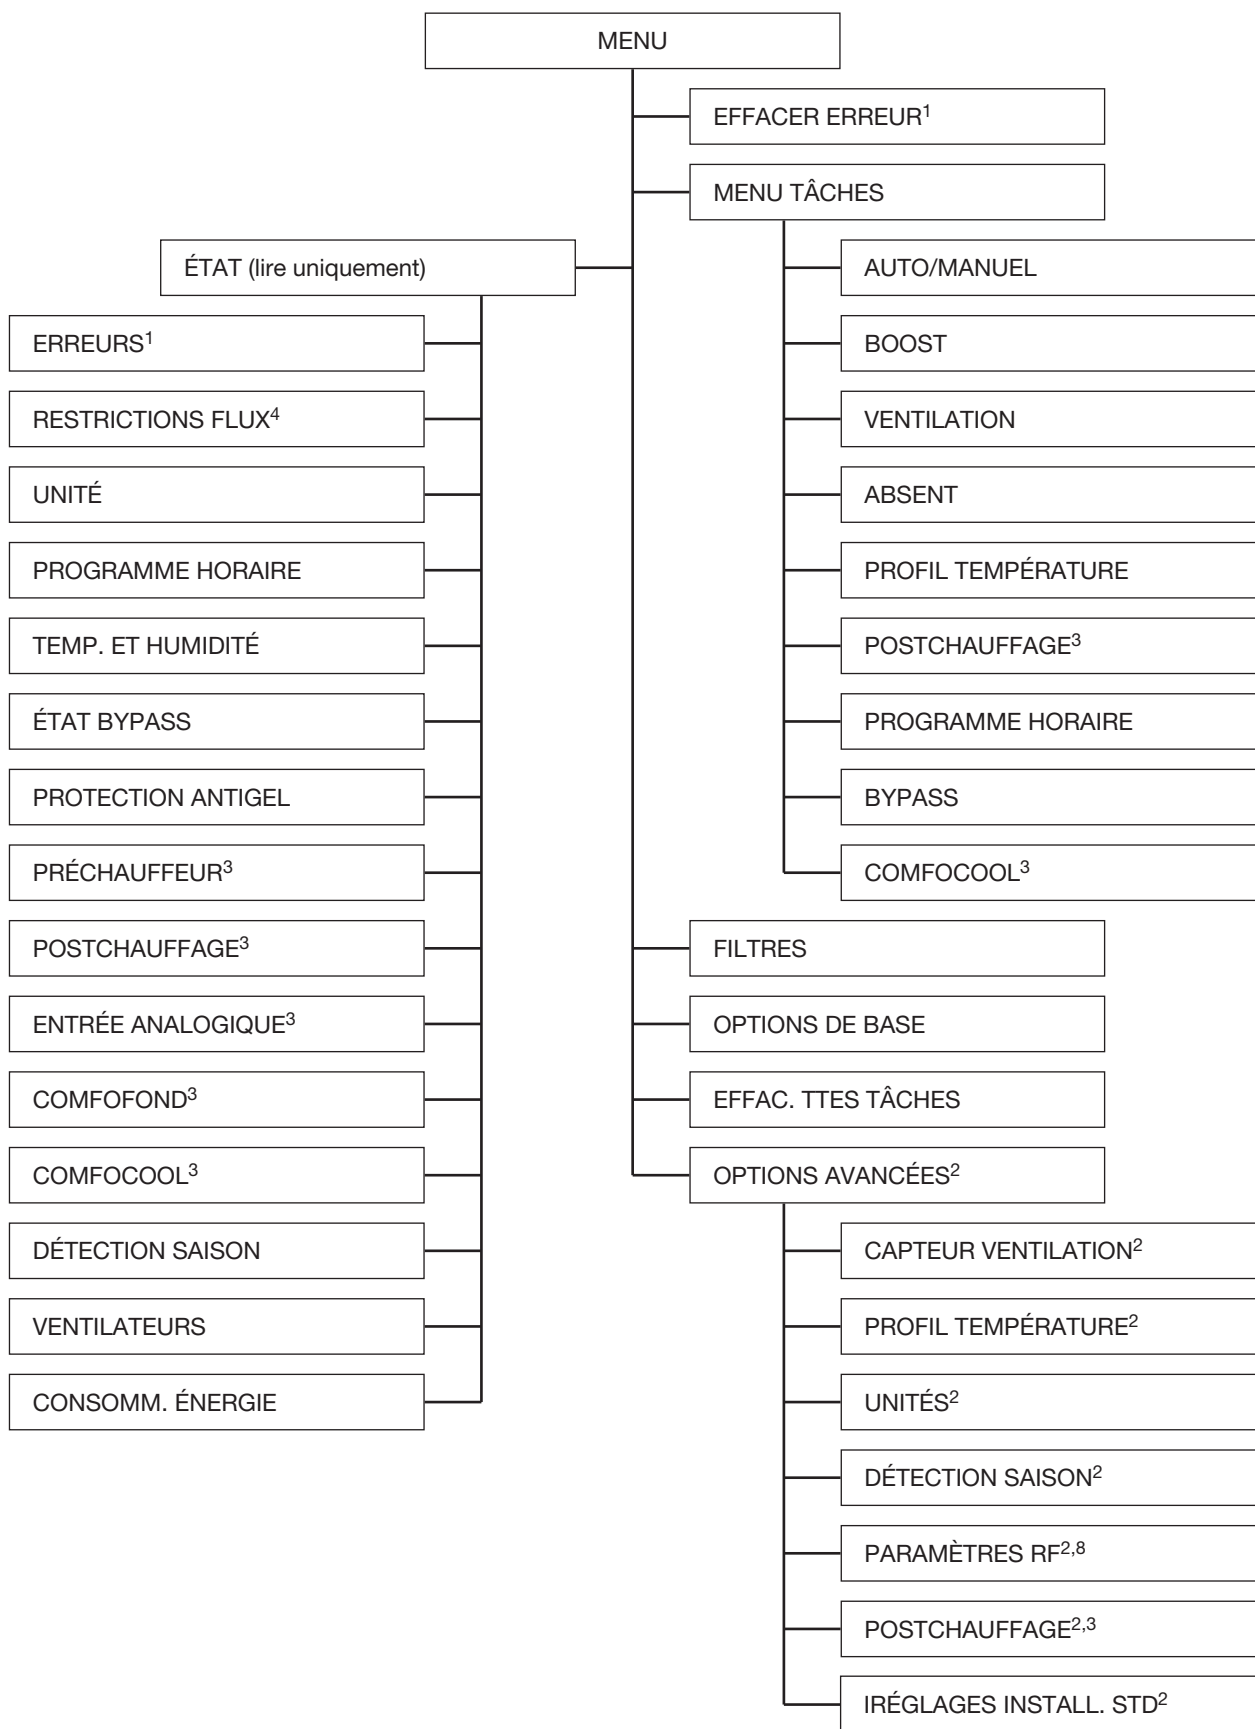 MENU
EFFACER ERREUR¹
MENU TÂCHES
ÉTAT (lire uniquement)
AUTO/MANUEL
ERREURS¹
BOOST
RESTRICTIONS FLUX⁴
VENTILATION
UNITÉ
ABSENT
PROGRAMME HORAIRE
PROFIL TEMPÉRATURE
TEMP. ET HUMIDITÉ
POSTCHAUFFAGE³
ÉTAT BYPASS
PROGRAMME HORAIRE
PROTECTION ANTIGEL
BYPASS
PRÉCHAUFFEUR³
COMFOCOOL³
POSTCHAUFFAGE³
FILTRES
ENTRÉE ANALOGIQUE³
OPTIONS DE BASE
COMFOFOND³
EFFAC. TTES TÂCHES
COMFOCOOL³
OPTIONS AVANCÉES²
DÉTECTION SAISON
CAPTEUR VENTILATION²
VENTILATEURS
PROFIL TEMPÉRATURE²
CONSOMM. ÉNERGIE
UNITÉS²
DÉTECTION SAISON²
PARAMÈTRES RF²,⁸
POSTCHAUFFAGE²,³
IRÉGLAGES INSTALL. STD²